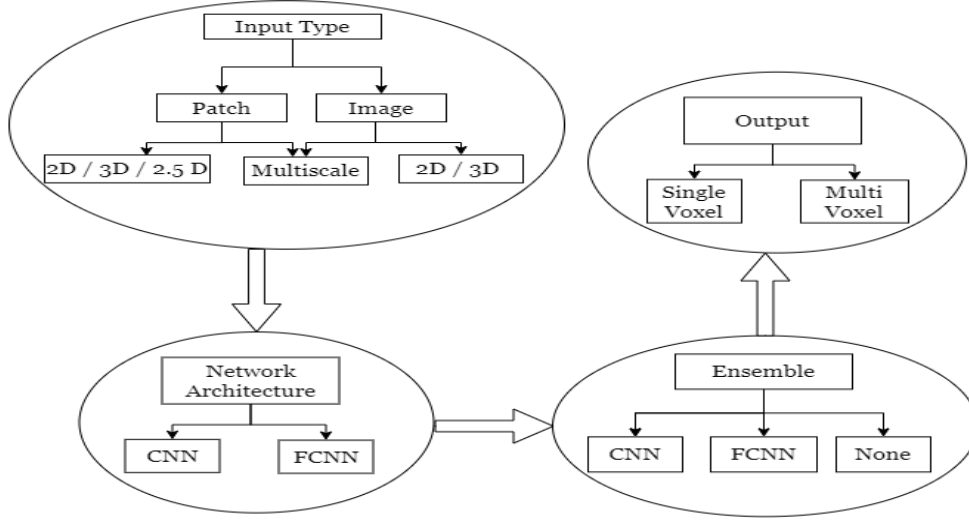 Input Type
Patch
Image
2D / 3D / 2.5 D
Multiscale
2D / 3D
Output
Single
Voxel
Multi
Voxel
Network
Architecture
CNN
FCNN
Ensemble
CNN
FCNN
None